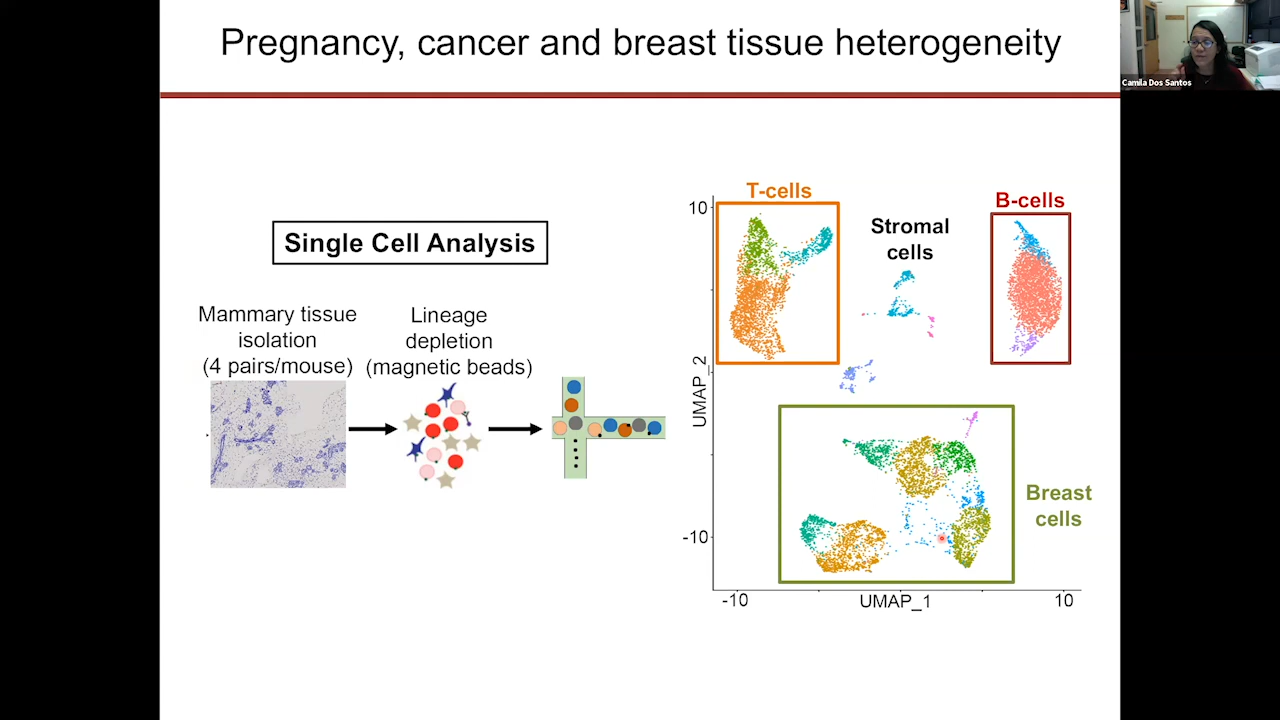 Pregnancy, cancer and breast tissue heterogeneity
Camila Dos Santos
Single Cell Analysis
Mammary tissue
isolation
(4 pairs/mouse)
Lineage
depletion
(magnetic beads)
T-cells
Stromal
cells
B-cells
Breast
cells
10
-10
UMAP_2
-10
UMAP_1
10